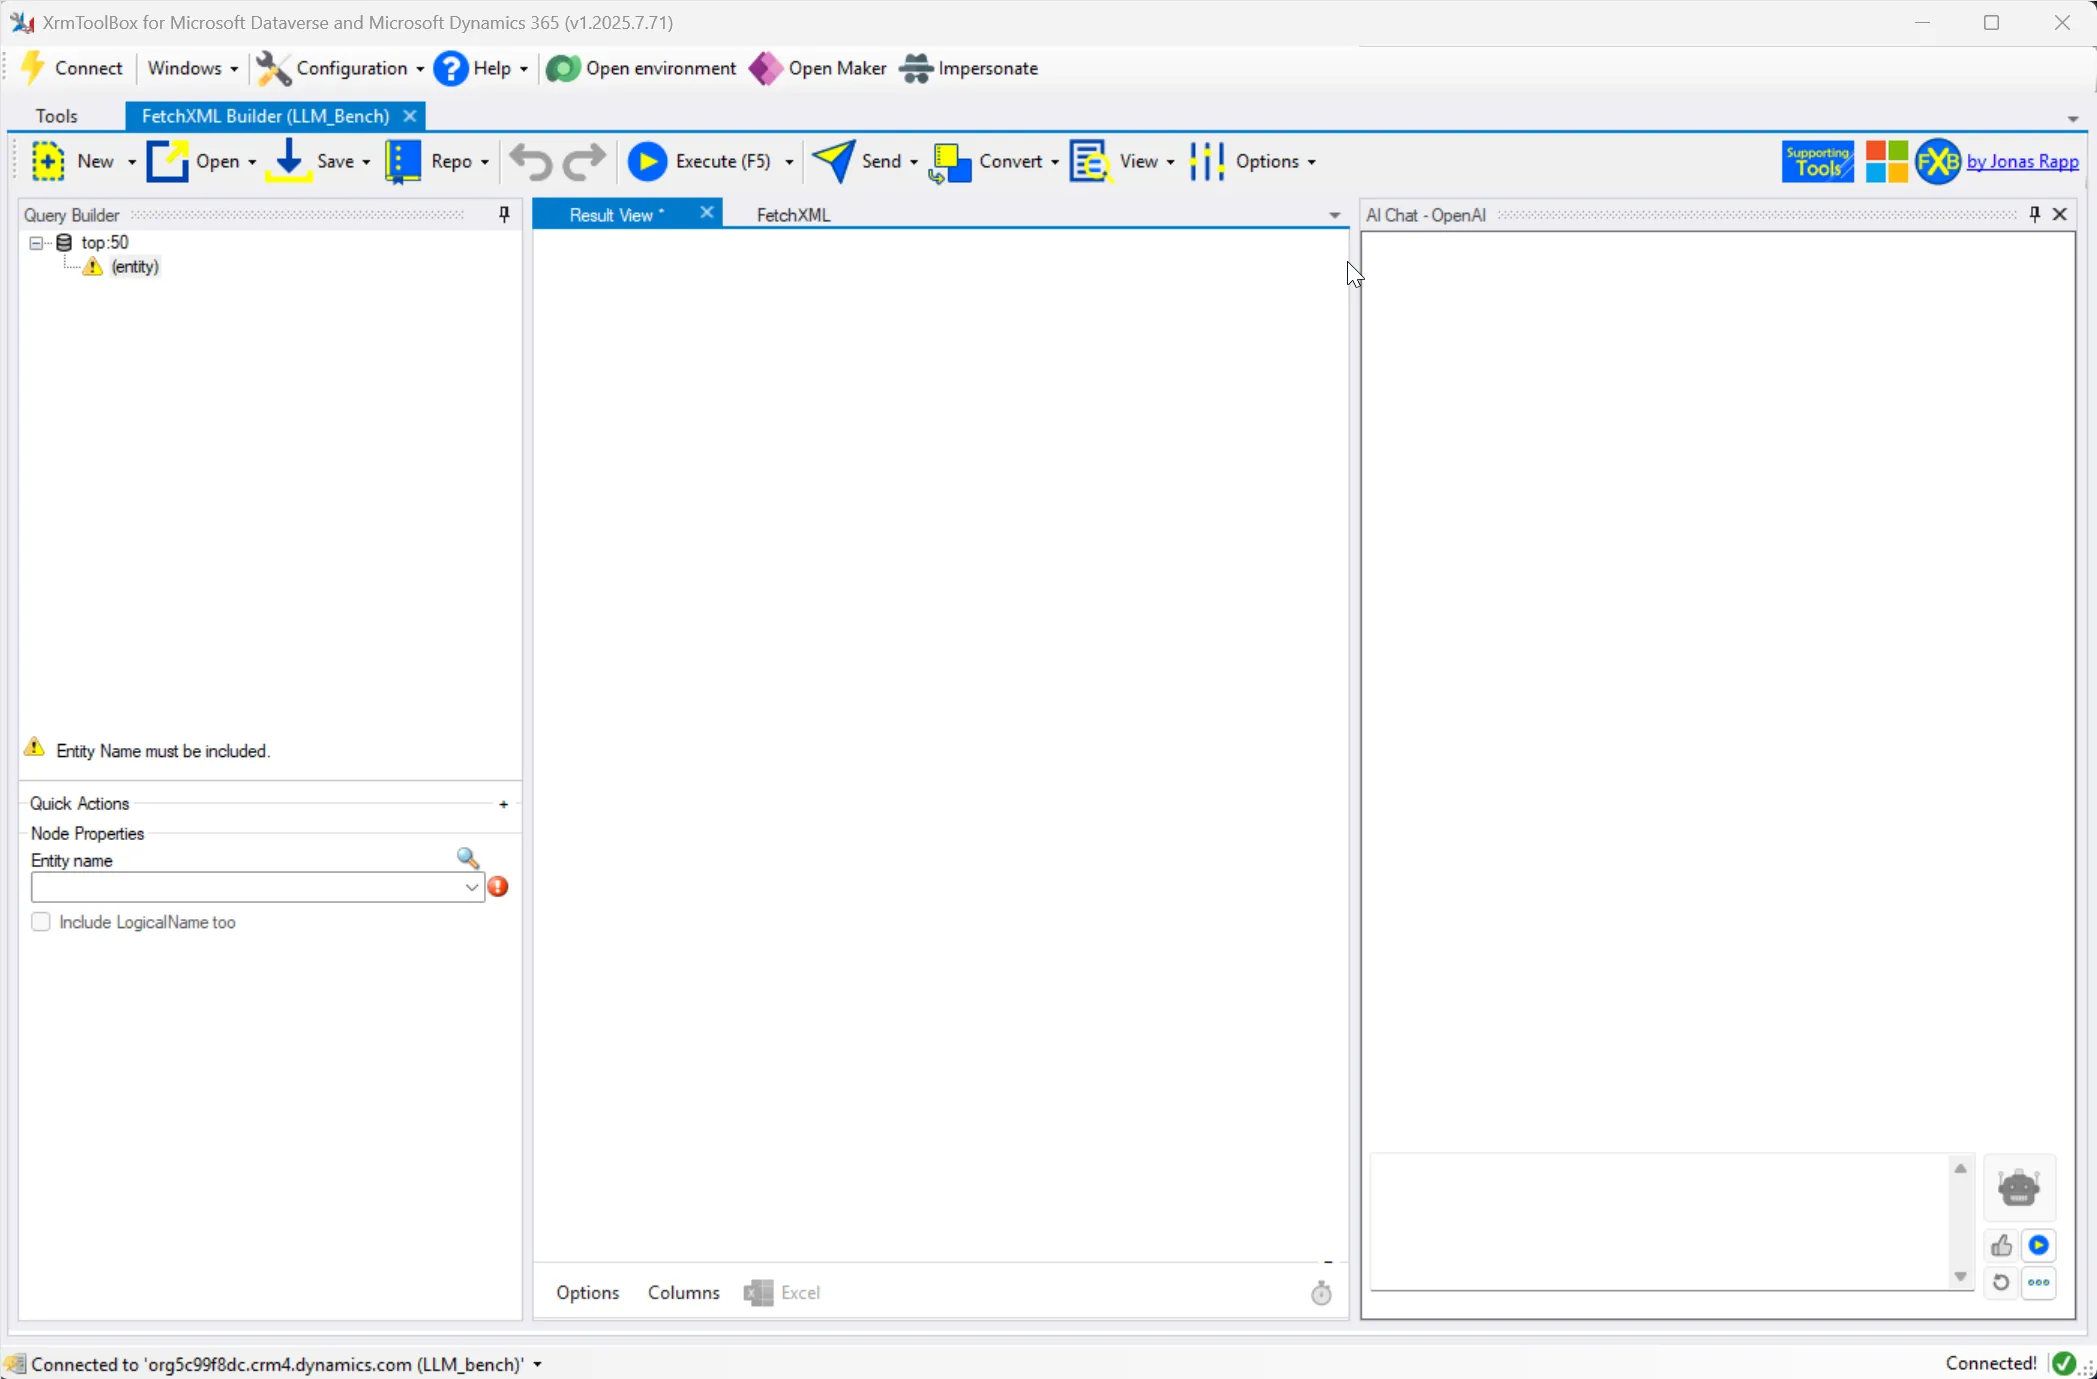 XrmToolBox for Microsoft Dataverse and Microsoft Dynamics 365 (v1.2025.7.71)
Connect Windows Configuration Help Open environment Open Maker Impersonate
Tools FetchXML Builder (LLM_Bench)
New Open Save Repo Execute (F5) Send Convert View Options Supporting Tools FXB by Jonas Rapp
Query Builder
Result View * FetchXML
AI Chat - OpenAI
top:50
(entity)
Entity Name must be included.
Quick Actions +
Node Properties
Entity name
Include LogicalName too
Options Columns Excel
Connected to 'org5c99f8dc.crm4.dynamics.com (LLM_bench)' Connected!